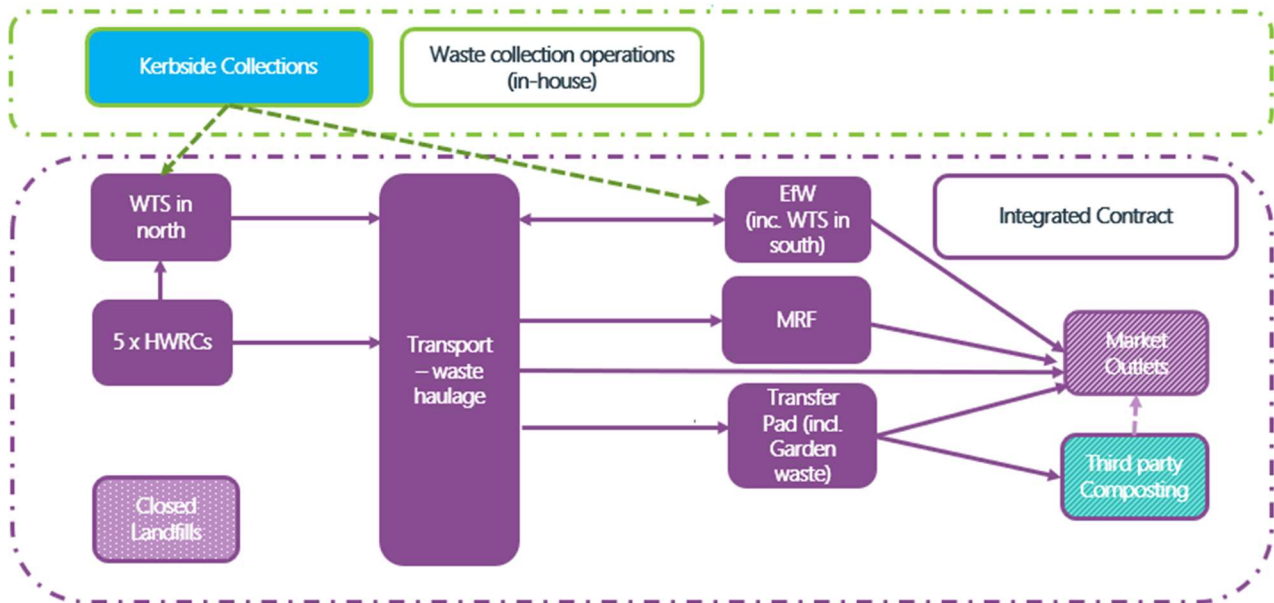 Kerbside Collections
Waste collection operations
(in-house)
WTS in
north
EfW
(inc. WTS in
south)
Integrated Contract
5 x HWRCs
Transport
– waste
haulage
MRF
Market
Outlets
Transfer
Pad (incl.
Garden
waste)
Third party
Composting
Closed
Landfills